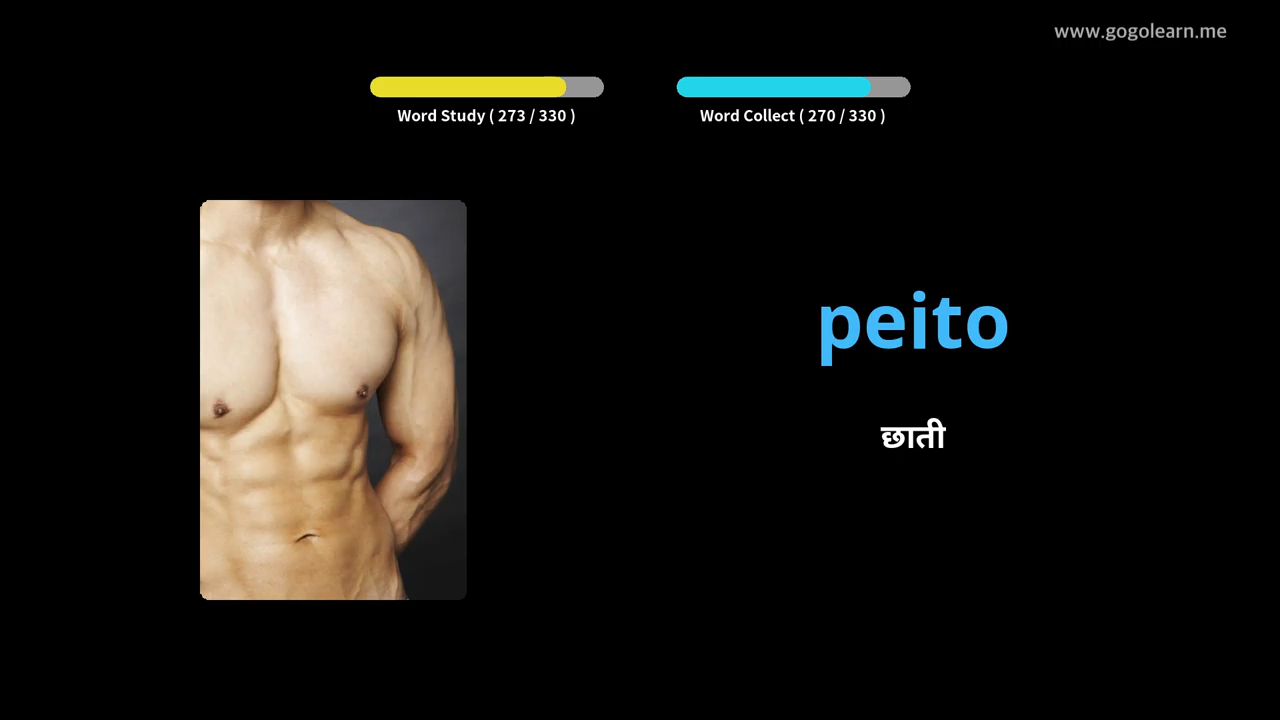 www.gogolearn.me
Word Study ( 273 / 330 )
Word Collect ( 270 / 330 )
peito
छाती